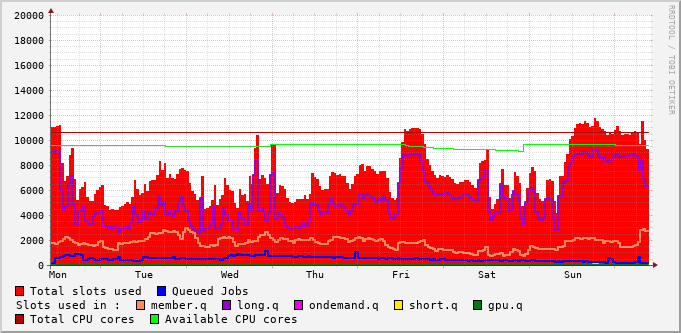 20000
18000
16000
14000
12000
10000
8000
6000
4000
2000
0
Mon Tue Wed Thu Fri Sat Sun
RRDTOOL / TOBI OETIKER
Total slots used Queued Jobs
Slots used in : member.q long.q ondemand.q short.q gpu.q
Total CPU cores Available CPU cores